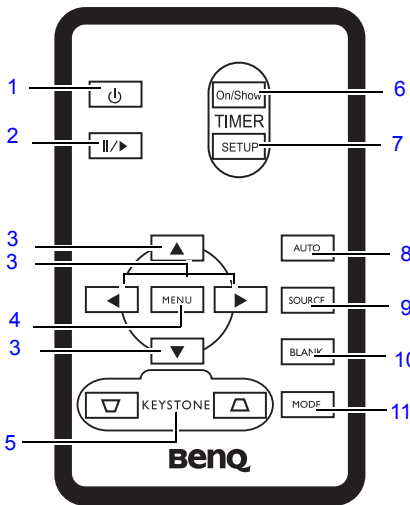 1
6
On/Show
2
TIMER
7
SETUP
3
8
AUTO
3
MENU
SOURCE
9
4
3
BLANK
10
KEYSTONE
MODE
11
5
BenQ